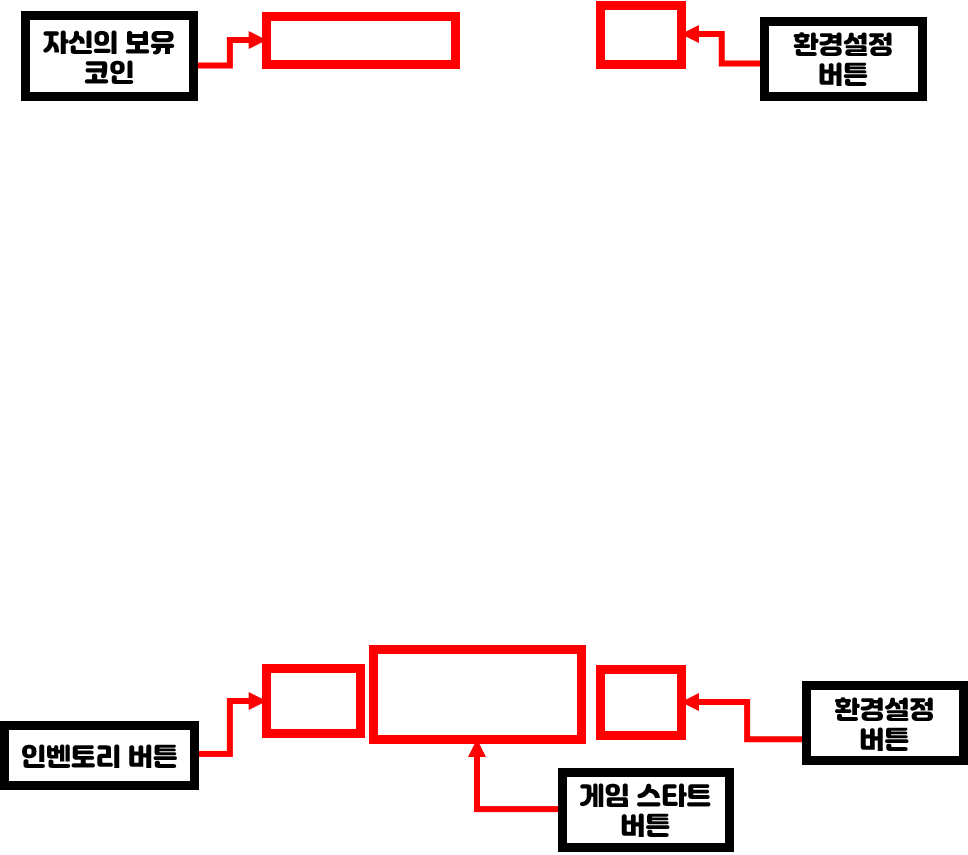 자신의 보유
코인
환경설정
버튼
인벤토리 버튼
게임 스타트
버튼
환경설정
버튼